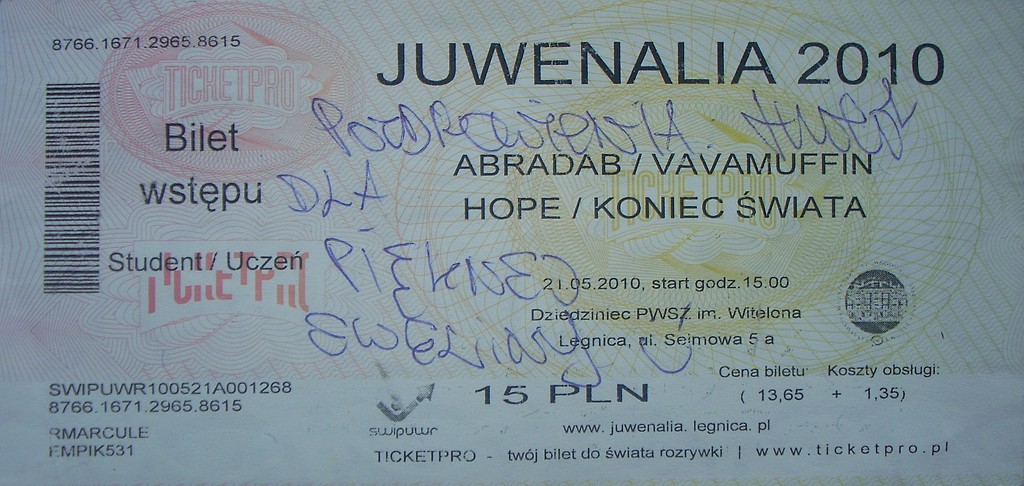 8766.1671.2965.8615
JUWENALIA 2010
TICKETPRO
Bilet
wstępu
POZDROWIENIA
DLA
PIĘKNEJ
EWELINY
ABRADAB / VAVAMUFFIN
TICKETPRO
HOPE / KONIEC ŚWIATA
Student / Uczeń
TICKETPRO
21.05.2010, start godz.15.00
Dziedziniec PWSZ im. Witelona
Legnica, ul. Sejmowa 5 a
Cena biletu: Koszty obsługi:
( 13,65 + 1,35)
15 PLN
SWIPUWR100521A001268
8766.1671.2965.8615
RMARCULE
EMPIK531
swipuwr
www. juwenalia. legnica. pl
TICKETPRO - twój bilet do świata rozrywki | www.ticketpro.pl